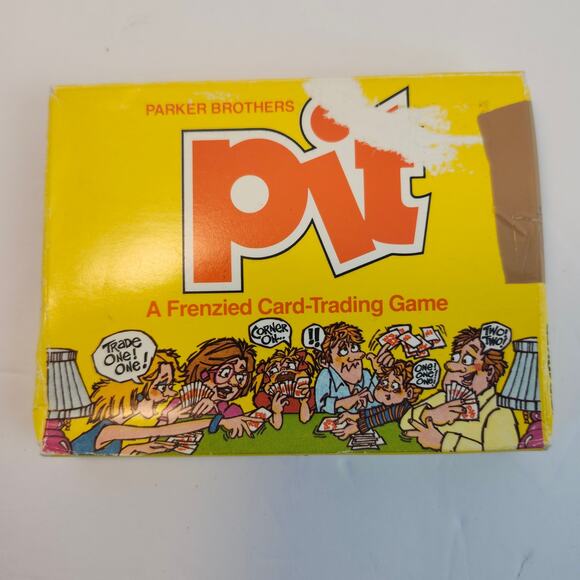 PARKER BROTHERS
pit
A Frenzied Card-Trading Game
TRADE
ONE!
ONE!
CORNER
ON...
!!
ONE!
ONE!
ONE!
TWO!
TWO!